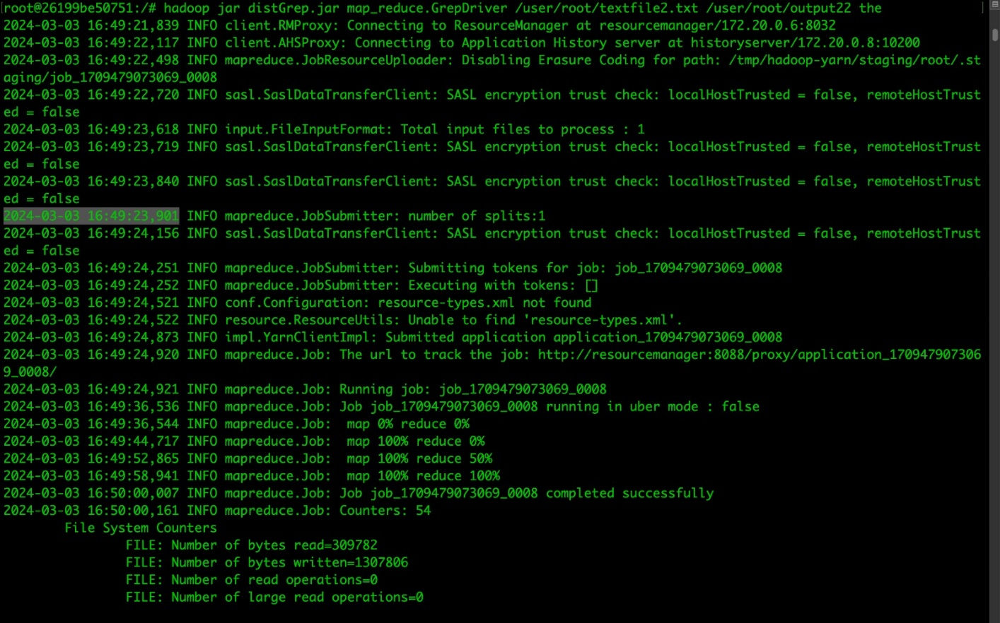 root@26199be50751:/# hadoop jar distGrep.jar map_reduce.GrepDriver /user/root/textfile2.txt /user/root/output22 the
2024-03-03 16:49:21,839 INFO client.RMProxy: Connecting to ResourceManager at resourcemanager/172.20.0.6:8032
2024-03-03 16:49:22,117 INFO client.AHSProxy: Connecting to Application History server at historyserver/172.20.0.8:10200
2024-03-03 16:49:22,498 INFO mapreduce.JobResourceUploader: Disabling Erasure Coding for path: /tmp/hadoop-yarn/staging/root/.st
aging/job_1709479073069_0008
2024-03-03 16:49:22,720 INFO sasl.SaslDataTransferClient: SASL encryption trust check: localHostTrusted = false, remoteHostTrust
ed = false
2024-03-03 16:49:23,618 INFO input.FileInputFormat: Total input files to process : 1
2024-03-03 16:49:23,719 INFO sasl.SaslDataTransferClient: SASL encryption trust check: localHostTrusted = false, remoteHostTrust
ed = false
2024-03-03 16:49:23,840 INFO sasl.SaslDataTransferClient: SASL encryption trust check: localHostTrusted = false, remoteHostTrust
ed = false
2024-03-03 16:49:23,901 INFO mapreduce.JobSubmitter: number of splits:1
2024-03-03 16:49:24,156 INFO sasl.SaslDataTransferClient: SASL encryption trust check: localHostTrusted = false, remoteHostTrust
ed = false
2024-03-03 16:49:24,251 INFO mapreduce.JobSubmitter: Submitting tokens for job: job_1709479073069_0008
2024-03-03 16:49:24,252 INFO mapreduce.JobSubmitter: Executing with tokens: []
2024-03-03 16:49:24,521 INFO conf.Configuration: resource-types.xml not found
2024-03-03 16:49:24,522 INFO resource.ResourceUtils: Unable to find 'resource-types.xml'.
2024-03-03 16:49:24,873 INFO impl.YarnClientImpl: Submitted application application_1709479073069_0008
2024-03-03 16:49:24,920 INFO mapreduce.Job: The url to track the job: http://resourcemanager:8088/proxy/application_170947907306
9_0008/
2024-03-03 16:49:24,921 INFO mapreduce.Job: Running job: job_1709479073069_0008
2024-03-03 16:49:36,536 INFO mapreduce.Job: Job job_1709479073069_0008 running in uber mode : false
2024-03-03 16:49:36,544 INFO mapreduce.Job:  map 0% reduce 0%
2024-03-03 16:49:44,717 INFO mapreduce.Job:  map 100% reduce 0%
2024-03-03 16:49:52,865 INFO mapreduce.Job:  map 100% reduce 50%
2024-03-03 16:49:58,941 INFO mapreduce.Job:  map 100% reduce 100%
2024-03-03 16:50:00,007 INFO mapreduce.Job: Job job_1709479073069_0008 completed successfully
2024-03-03 16:50:00,161 INFO mapreduce.Job: Counters: 54
File System Counters
FILE: Number of bytes read=309782
FILE: Number of bytes written=1307806
FILE: Number of read operations=0
FILE: Number of large read operations=0